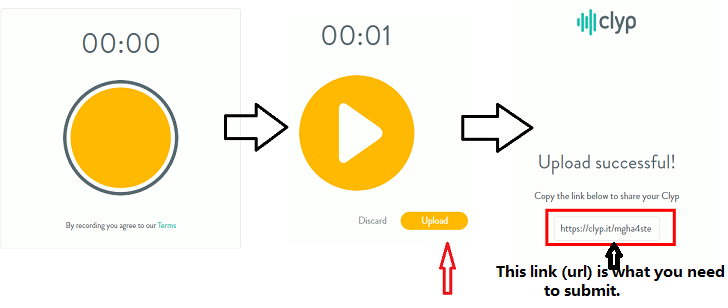 00:00
By recording you agree to our Terms
00:01
Discard
Upload
clyp
Upload successful!
Copy the link below to share your Clyp
https://clyp.it/mgha4ste
This link (url) is what you need
to submit.